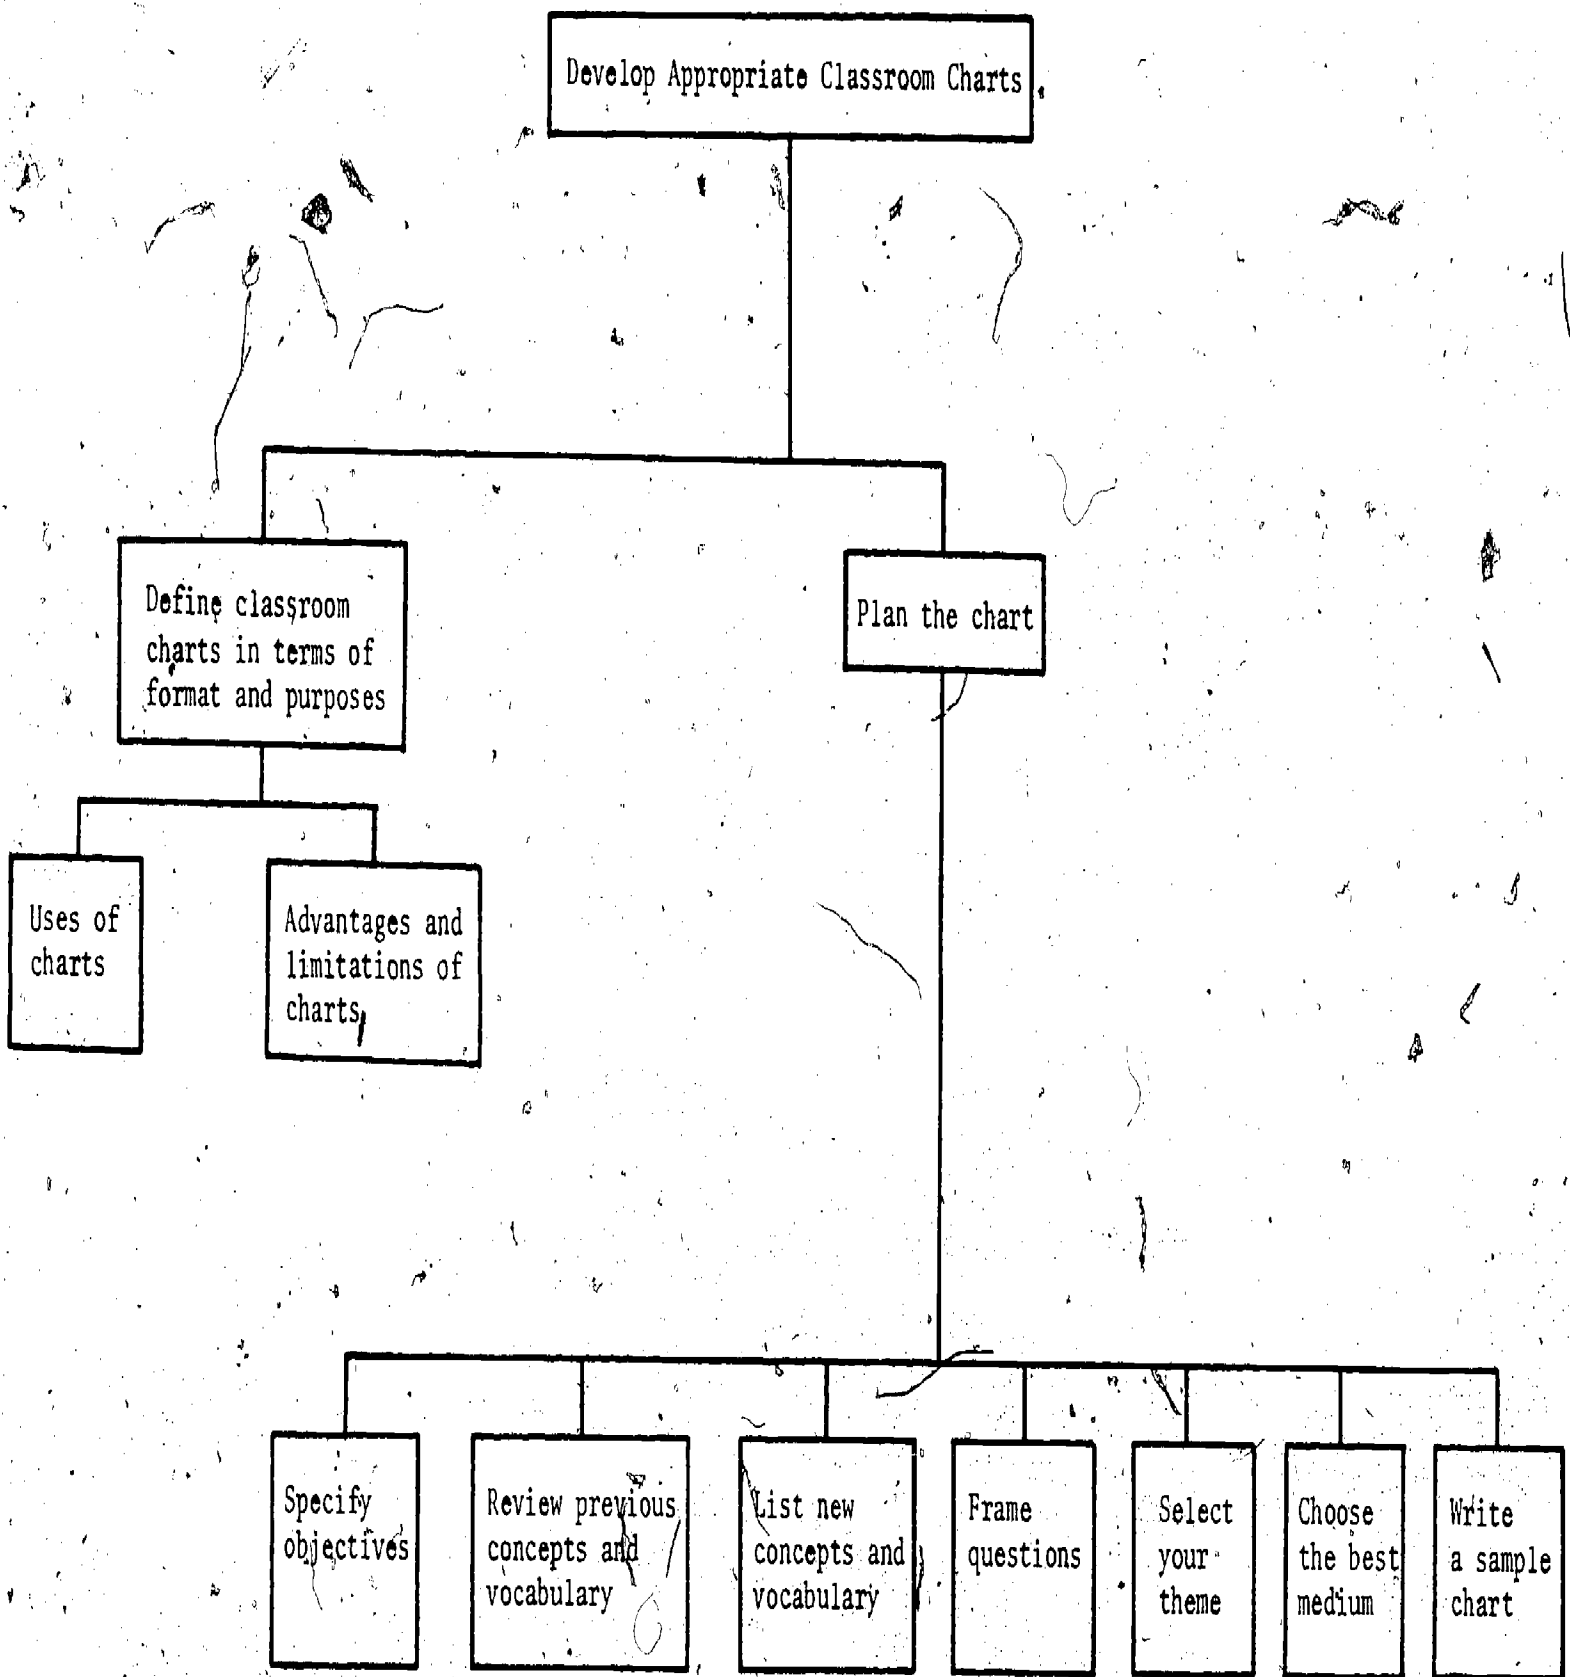 Develop Appropriate Classroom Charts
Define classroom
charts in terms of
format and purposes
Plan the chart
Uses of
charts
Advantages and
limitations of
charts
Specify
objectives
Review previous
concepts and
vocabulary
List new
concepts and
vocabulary
Frame
questions
Select
your
theme
Choose
the best
medium
Write
a sample
chart